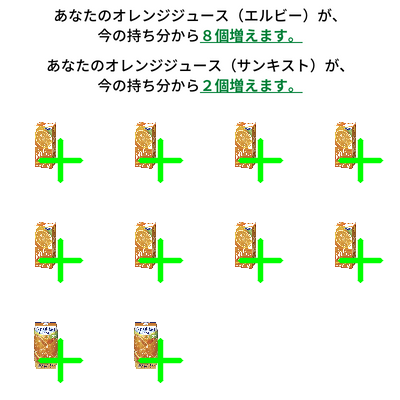 あなたのオレンジジュース（エルビー）が、
今の持ち分から８個増えます。
あなたのオレンジジュース（サンキスト）が、
今の持ち分から２個増えます。